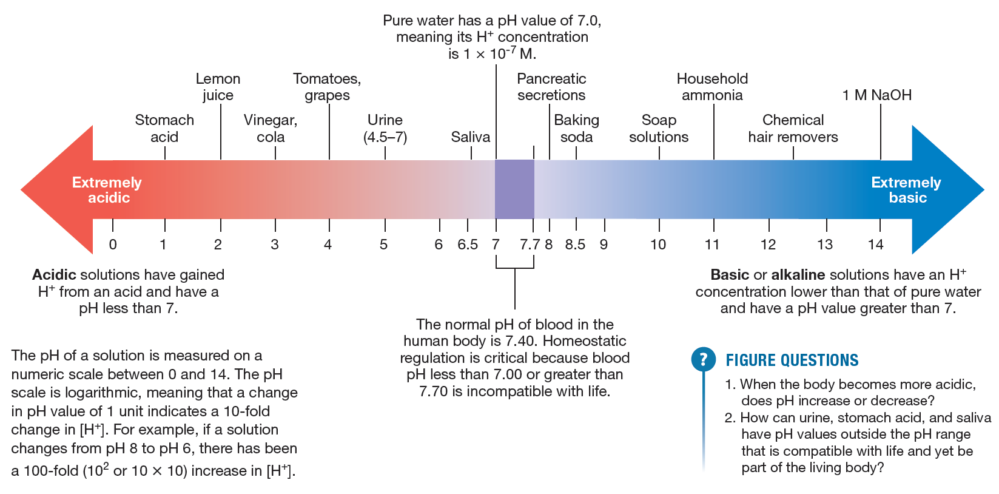 Pure water has a pH value of 7.0,
meaning its H⁺ concentration
is 1 × 10⁻⁷ M.
Lemon
juice
Tomatoes,
grapes
Pancreatic
secretions
Household
ammonia
1 M NaOH
Stomach
acid
Vinegar,
cola
Urine
(4.5–7)
Saliva
Baking
soda
Soap
solutions
Chemical
hair removers
Extremely
acidic
Extremely
basic
0 1 2 3 4 5 6 6.5 7 7.7 8 8.5 9 10 11 12 13 14
Acidic solutions have gained
H⁺ from an acid and have a
pH less than 7.
Basic or alkaline solutions have an H⁺
concentration lower than that of pure water
and have a pH value greater than 7.
The normal pH of blood in the
human body is 7.40. Homeostatic
regulation is critical because blood
pH less than 7.00 or greater than
7.70 is incompatible with life.
The pH of a solution is measured on a
numeric scale between 0 and 14. The pH
scale is logarithmic, meaning that a change
in pH value of 1 unit indicates a 10-fold
change in [H⁺]. For example, if a solution
changes from pH 8 to pH 6, there has been
a 100-fold (10² or 10 × 10) increase in [H⁺].
? FIGURE QUESTIONS
1. When the body becomes more acidic,
does pH increase or decrease?
2. How can urine, stomach acid, and saliva
have pH values outside the pH range
that is compatible with life and yet be
part of the living body?